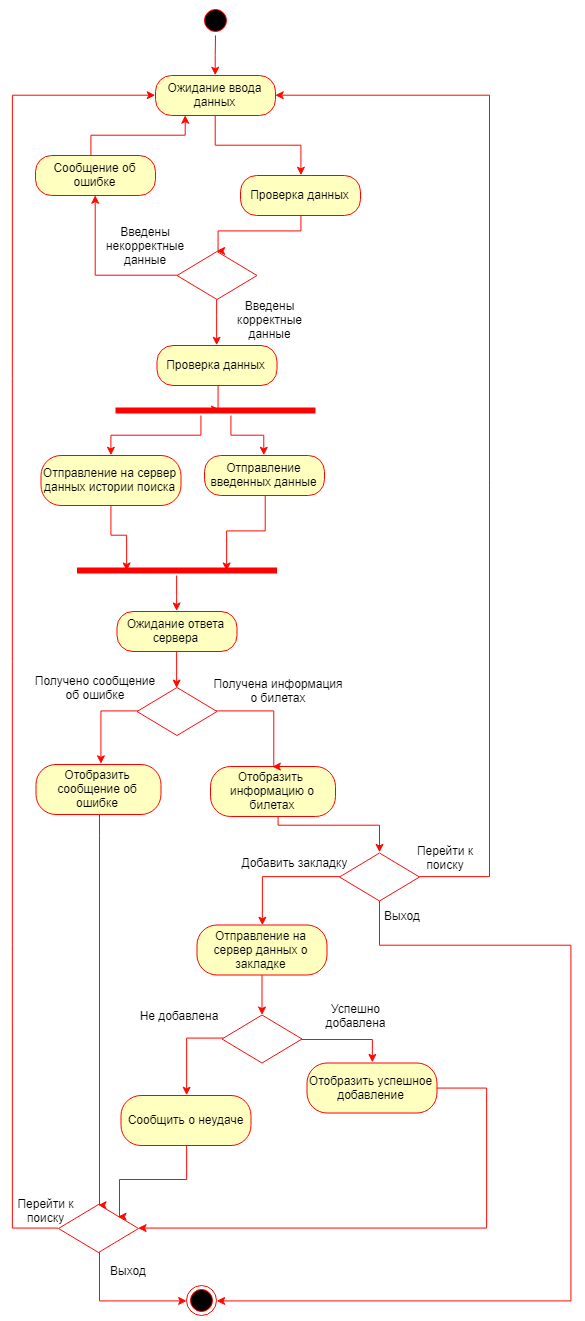 Ожидание ввода
данных
Сообщение об
ошибке
Проверка данных
Введены
некорректные
данные
Введены
корректные
данные
Проверка данных
Отправление на сервер
данных истории поиска
Отправление
введенных данные
Ожидание ответа
сервера
Получено сообщение
об ошибке
Получена информация
о билетах
Отобразить
сообщение об
ошибке
Отобразить
информацию о
билетах
Добавить закладку
Перейти к
поиску
Выход
Отправление на
сервер данных о
закладке
Не добавлена
Успешно
добавлена
Отобразить успешное
добавление
Сообщить о неудаче
Перейти к
поиску
Выход